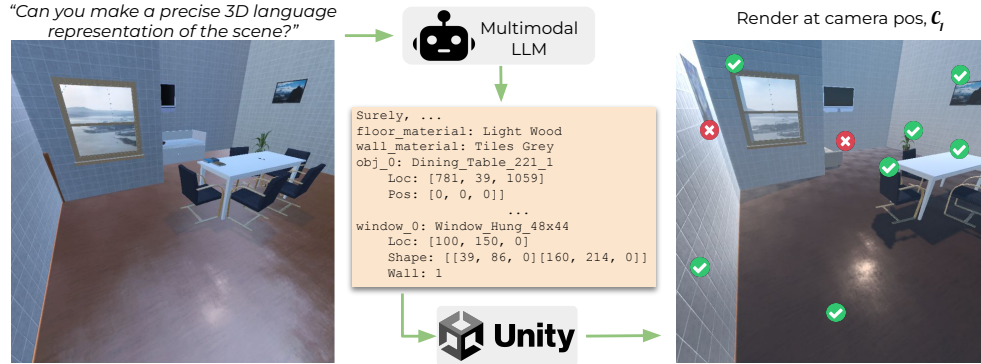 “Can you make a precise 3D language
representation of the scene?”
Multimodal
LLM
Render at camera pos, C_i
Surely, ...
floor_material: Light Wood
wall_material: Tiles Grey
obj_0: Dining_Table_221_1
Loc: [781, 39, 1059]
Pos: [0, 0, 0]]
...
window_0: Window_Hung_48x44
Loc: [100, 150, 0]
Shape: [[39, 86, 0][160, 214, 0]]
Wall: 1
Unity